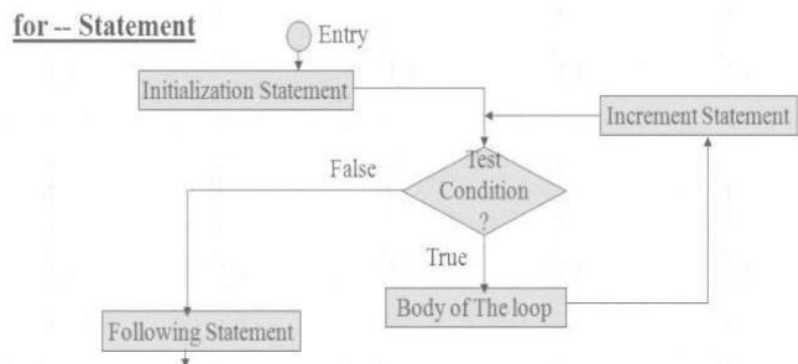 for -- Statement
Entry
Initialization Statement
Increment Statement
Test
Condition
?
False
True
Body of The loop
Following Statement